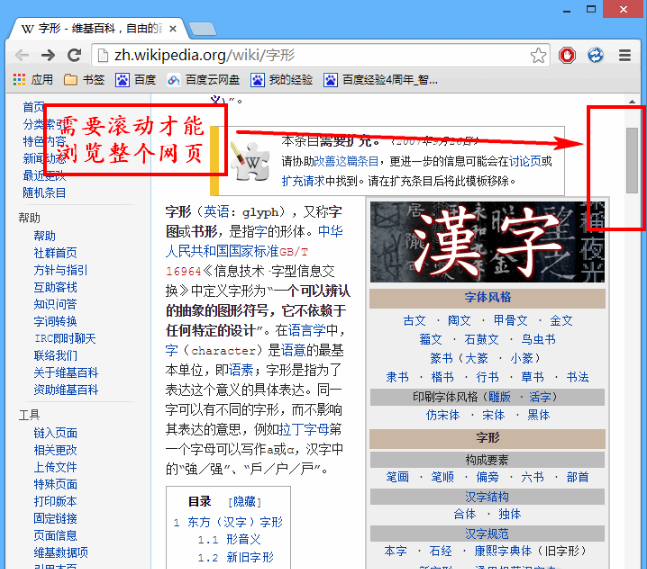 字形 - 维基百科，自由的
zh.wikipedia.org/wiki/字形
应用 书签 百度 百度云网盘 我的经验 百度经验4周年_智...
首页
分类索引
特色内容
新闻动态
最近更改
随机条目
帮助
帮助
社群首页
方针与指引
互助客栈
知识问答
字词转换
IRC即时聊天
联络我们
关于维基百科
资助维基百科
工具
链入页面
相关更改
上传文件
特殊页面
打印版本
固定链接
页面信息
维基数据项
引用本页
需要滚动才能
浏览整个网页
义)”。
本条目需要扩充。（2007年9月26日）
请协助改善这篇条目，更进一步的信息可能会在讨论页或
扩充请求中找到。请在扩充条目后将此模板移除。
字形（英语：glyph），又称字
图或书形，是指字的形体。中华
人民共和国国家标准GB/T
16964《信息技术·字型信息交
换》中定义字形为“一个可以辨认
的抽象的图形符号，它不依赖于
任何特定的设计”。在语言学中，
字（character）是语意的最基
本单位，即语素；字形是指为了
表达这个意义的具体表达。同一
字可以有不同的字形，而不影响
其表达的意思，例如拉丁字母第
一个字母可以写作a或ɑ，汉字中
的“強／强”、“戶／户／戸”。
目录 [隐藏]
1 东方（汉字）字形
1.1 形音义
1.2 新旧字形
漢字
字体风格
古文 · 陶文 · 甲骨文 · 金文
籀文 · 石鼓文 · 鸟虫书
篆书（大篆 · 小篆）
隶书 · 楷书 · 行书 · 草书 · 书法
印刷字体风格（雕版 · 活字）
仿宋体 · 宋体 · 黑体
字形
构成要素
笔画 · 笔顺 · 偏旁 · 六书 · 部首
汉字结构
合体 · 独体
汉字规范
本字 · 石经 · 康熙字典体（旧字形）